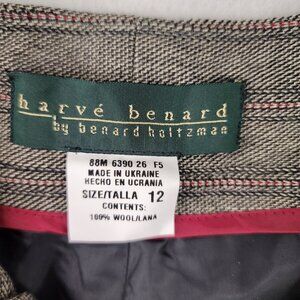 harvé benard
by benard holtzman
88M 6390 26 F5
MADE IN UKRAINE
HECHO EN UCRANIA
SIZE/TALLA 12
CONTENTS:
100% WOOL/LANA